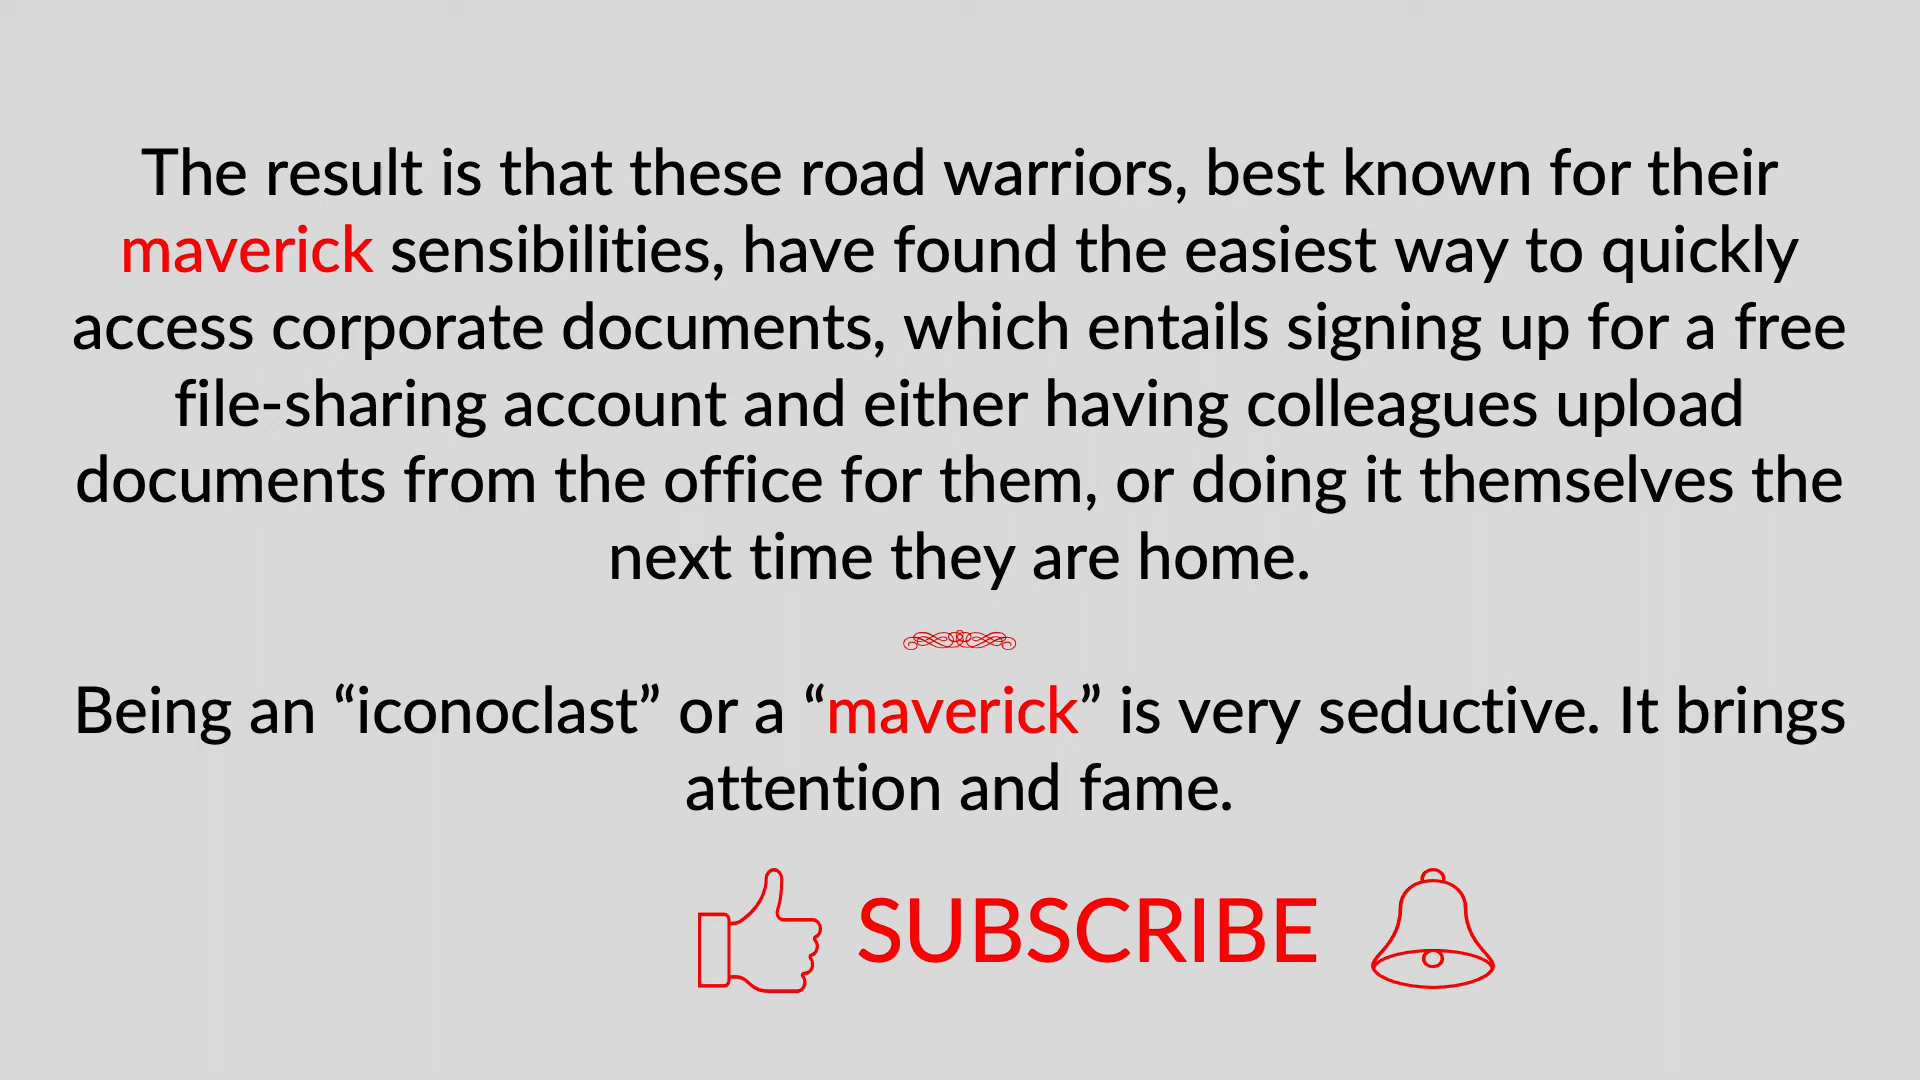 The result is that these road warriors, best known for their
maverick sensibilities, have found the easiest way to quickly
access corporate documents, which entails signing up for a free
file-sharing account and either having colleagues upload
documents from the office for them, or doing it themselves the
next time they are home.
Being an “iconoclast” or a “maverick” is very seductive. It brings
attention and fame.
SUBSCRIBE